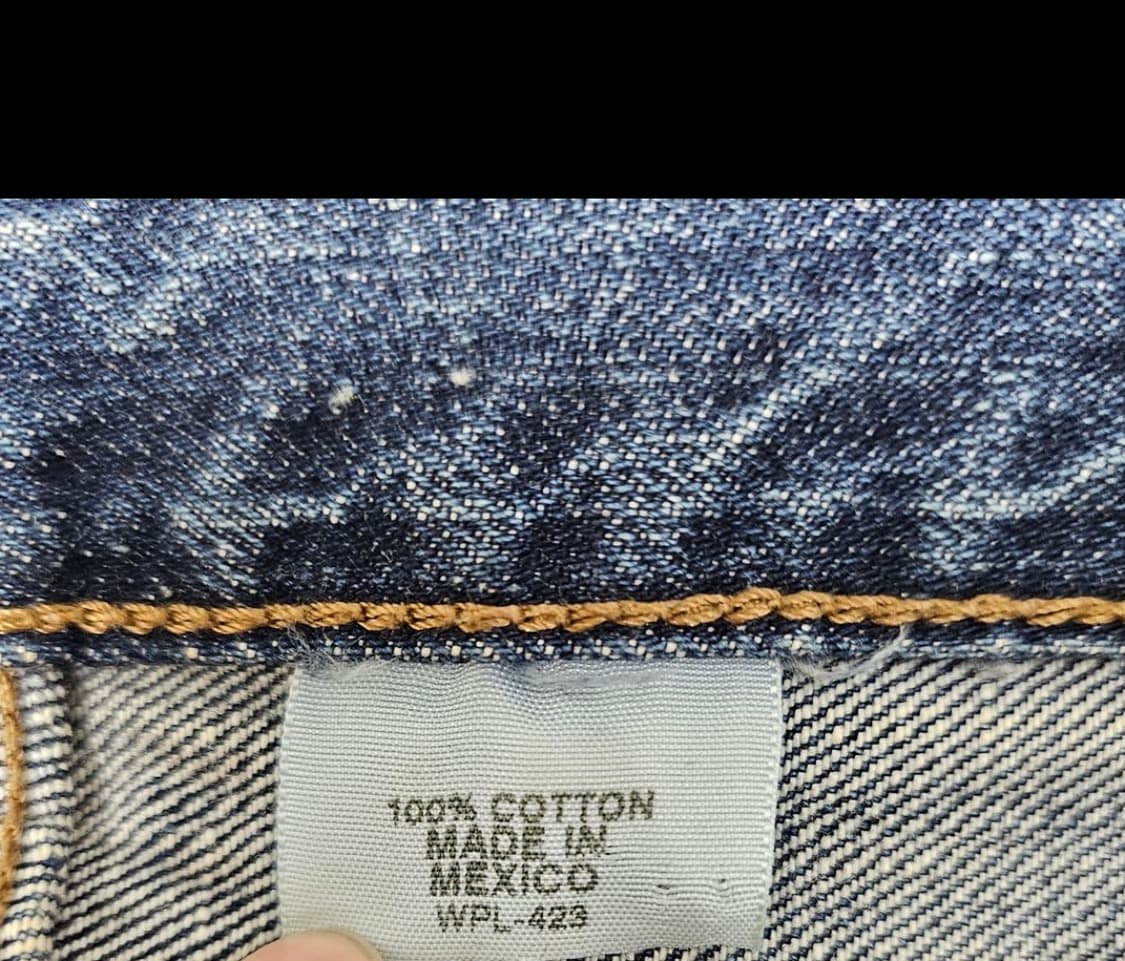 100% COTTON
MADE IN
MEXICO
WPL-423